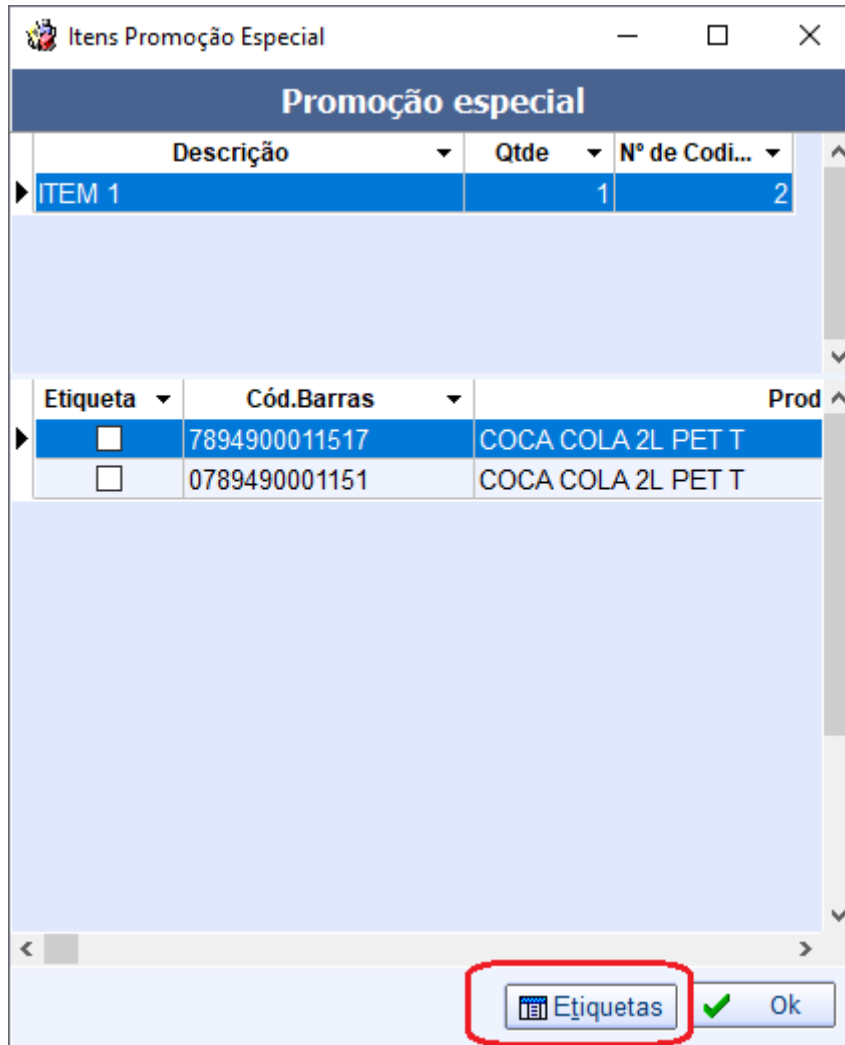 Itens Promoção Especial
Promoção especial
Descrição Qtde Nº de Codi...
ITEM 1 1 2
Etiqueta Cód.Barras Prod
7894900011517 COCA COLA 2L PET T
0789490001151 COCA COLA 2L PET T
Etiquetas Ok